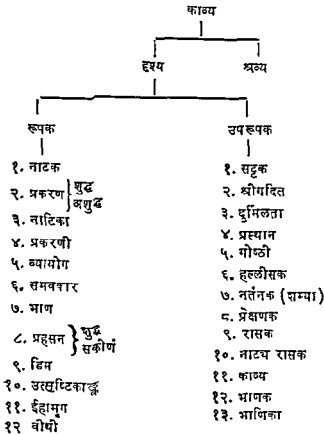 काव्य
दृश्य
श्रव्य
रूपक
१. नाटक
२. प्रकरण } शुद्ध
अशुद्ध
३. नाटिका
४. प्रकरणी
५. व्यायोग
६. समवकार
७. भाण
८. प्रहसन } शुद्ध
सकीर्ण
९. डिम
१०. उत्सृष्टिकाङ्क
११. ईहामृग
१२ वीथी
उपरूपक
१. सट्टक
२. श्रीगदित
३. दुर्मिलता
४. प्रस्थान
५. गोष्ठी
६. हल्लीसक
७. नर्तनक (शम्या)
८. प्रेक्षणक
९. रासक
१०. नाट्य रासक
११. काव्य
१२. भाणक
१३. भाणिका